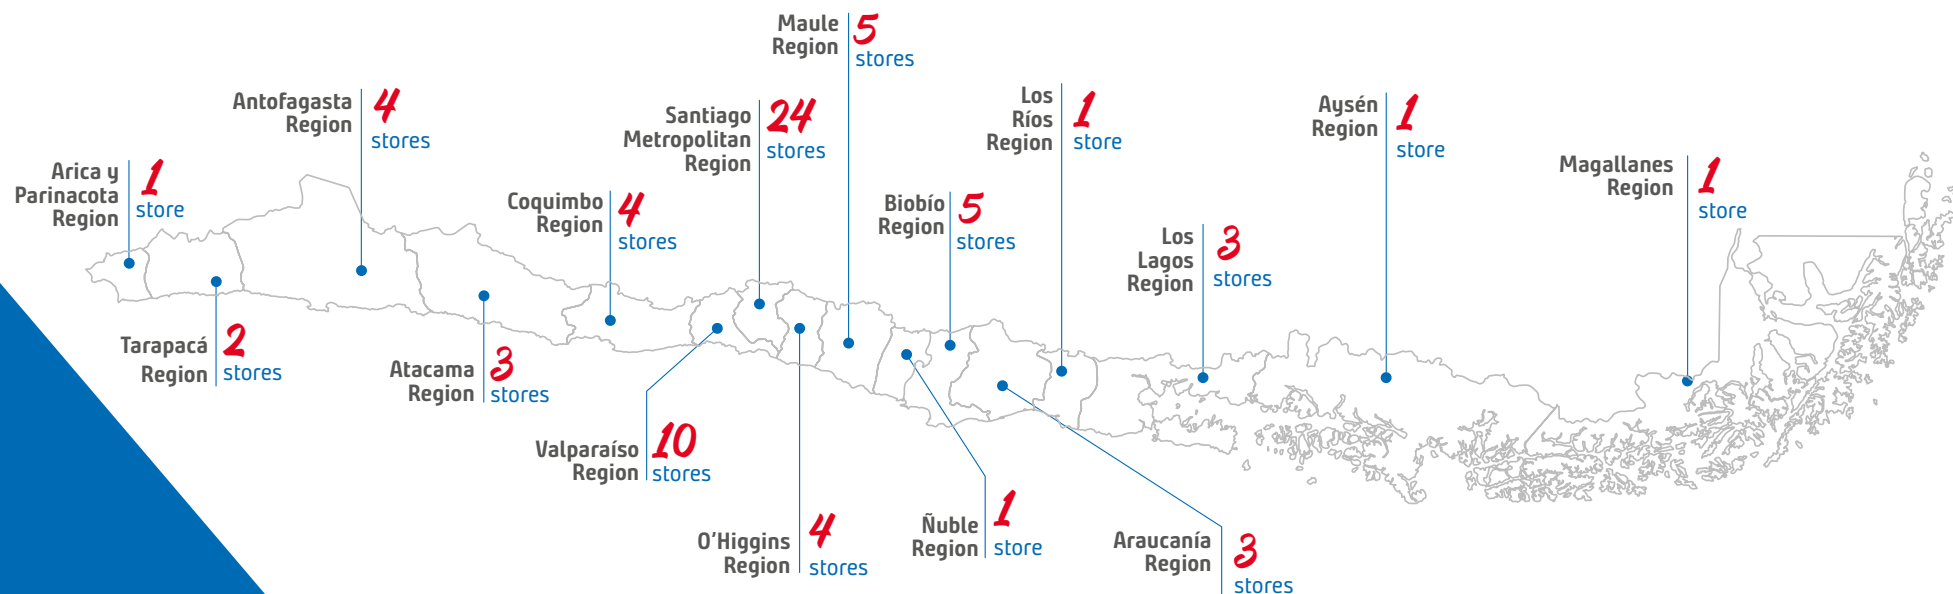 Arica y
Parinacota
Region
1
store
Tarapacá
Region
2
stores
Antofagasta
Region
4
stores
Atacama
Region
3
stores
Coquimbo
Region
4
stores
Valparaíso
Region
10
stores
Santiago
Metropolitan
Region
24
stores
O'Higgins
Region
4
stores
Maule
Region
5
stores
Ñuble
Region
1
store
Biobío
Region
5
stores
Araucanía
Region
3
stores
Los
Ríos
Region
1
store
Los
Lagos
Region
3
stores
Aysén
Region
1
store
Magallanes
Region
1
store